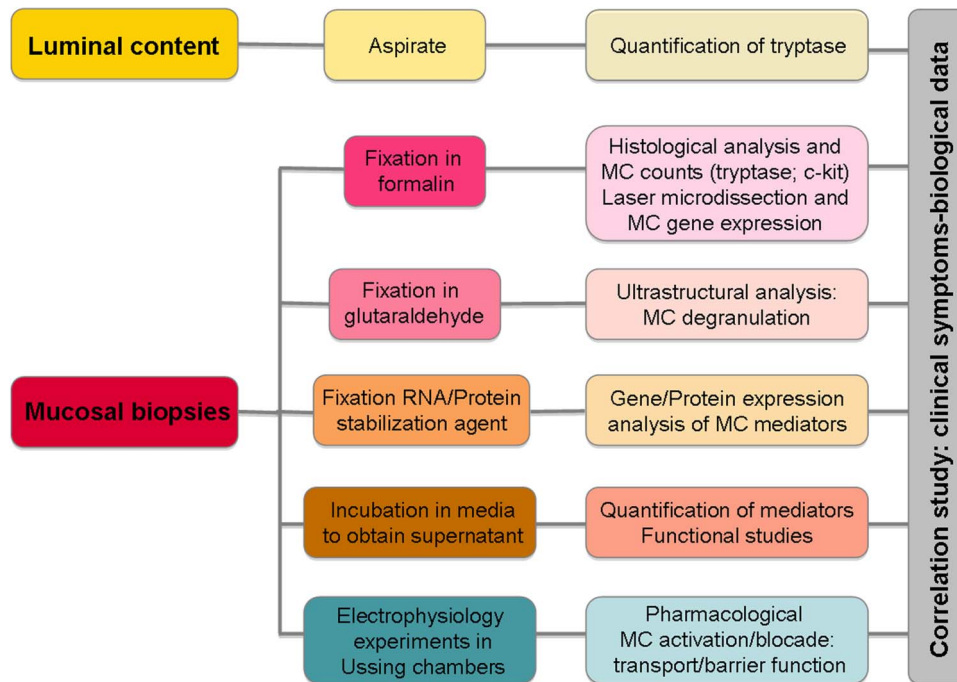 Luminal content
Aspirate
Quantification of tryptase
Fixation in
formalin
Histological analysis and
MC counts (tryptase; c-kit)
Laser microdissection and
MC gene expression
Fixation in
glutaraldehyde
Ultrastructural analysis:
MC degranulation
Mucosal biopsies
Fixation RNA/Protein
stabilization agent
Gene/Protein expression
analysis of MC mediators
Incubation in media
to obtain supernatant
Quantification of mediators
Functional studies
Electrophysiology
experiments in
Ussing chambers
Pharmacological
MC activation/blocade:
transport/barrier function
Correlation study: clinical symptoms-biological data